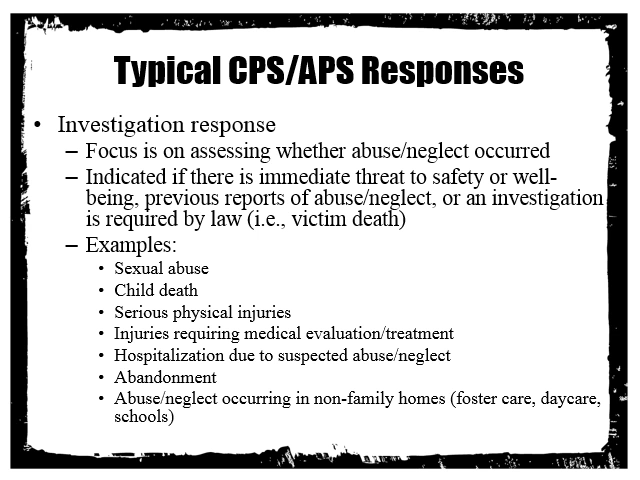 Typical CPS/APS Responses
• Investigation response
– Focus is on assessing whether abuse/neglect occurred
– Indicated if there is immediate threat to safety or well-
being, previous reports of abuse/neglect, or an investigation
is required by law (i.e., victim death)
– Examples:
• Sexual abuse
• Child death
• Serious physical injuries
• Injuries requiring medical evaluation/treatment
• Hospitalization due to suspected abuse/neglect
• Abandonment
• Abuse/neglect occurring in non-family homes (foster care, daycare,
schools)